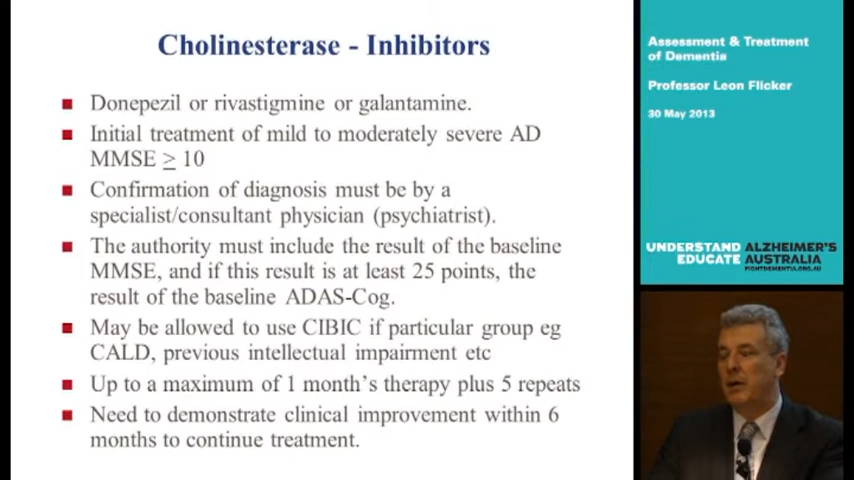 Cholinesterase - Inhibitors
Donepezil or rivastigmine or galantamine.
Initial treatment of mild to moderately severe AD
MMSE ≥ 10
Confirmation of diagnosis must be by a
specialist/consultant physician (psychiatrist).
The authority must include the result of the baseline
MMSE, and if this result is at least 25 points, the
result of the baseline ADAS-Cog.
May be allowed to use CIBIC if particular group eg
CALD, previous intellectual impairment etc
Up to a maximum of 1 month's therapy plus 5 repeats
Need to demonstrate clinical improvement within 6
months to continue treatment.
Assessment & Treatment
of Dementia
Professor Leon Flicker
30 May 2013
UNDERSTAND ALZHEIMER'S
EDUCATE AUSTRALIA
FIGHTDEMENTIA.ORG.AU